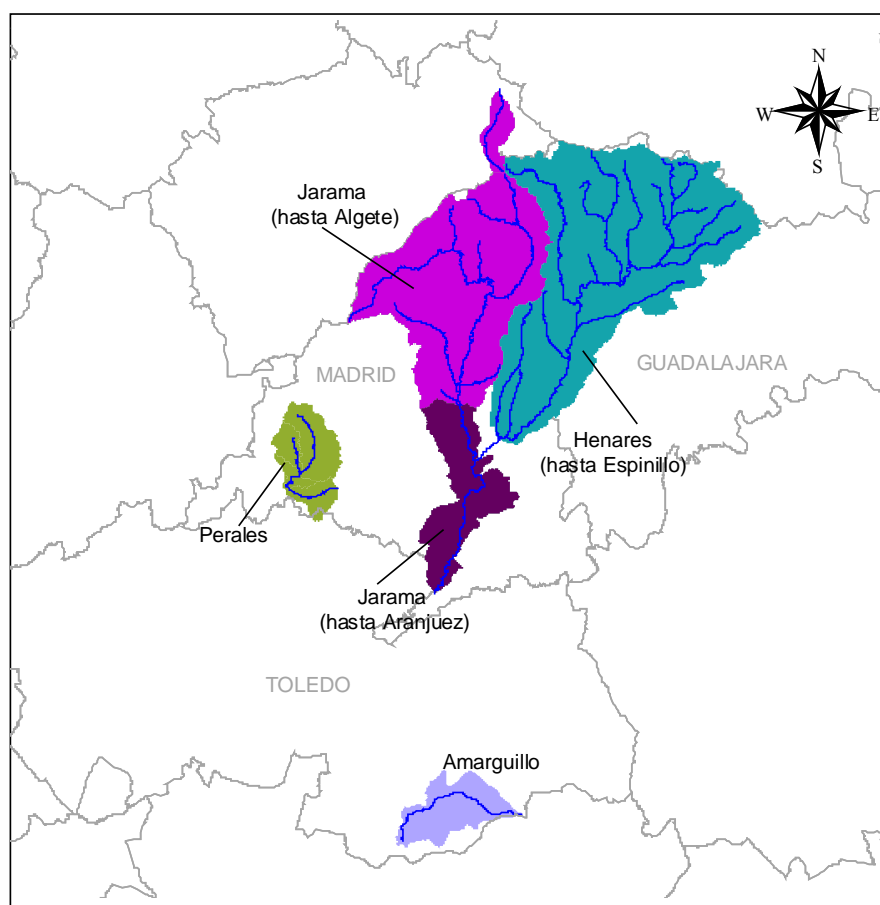 N
W
E
S
Jarama
(hasta Algete)
MADRID
GUADALAJARA
Henares
(hasta Espinillo)
Perales
Jarama
(hasta Aranjuez)
TOLEDO
Amarguillo